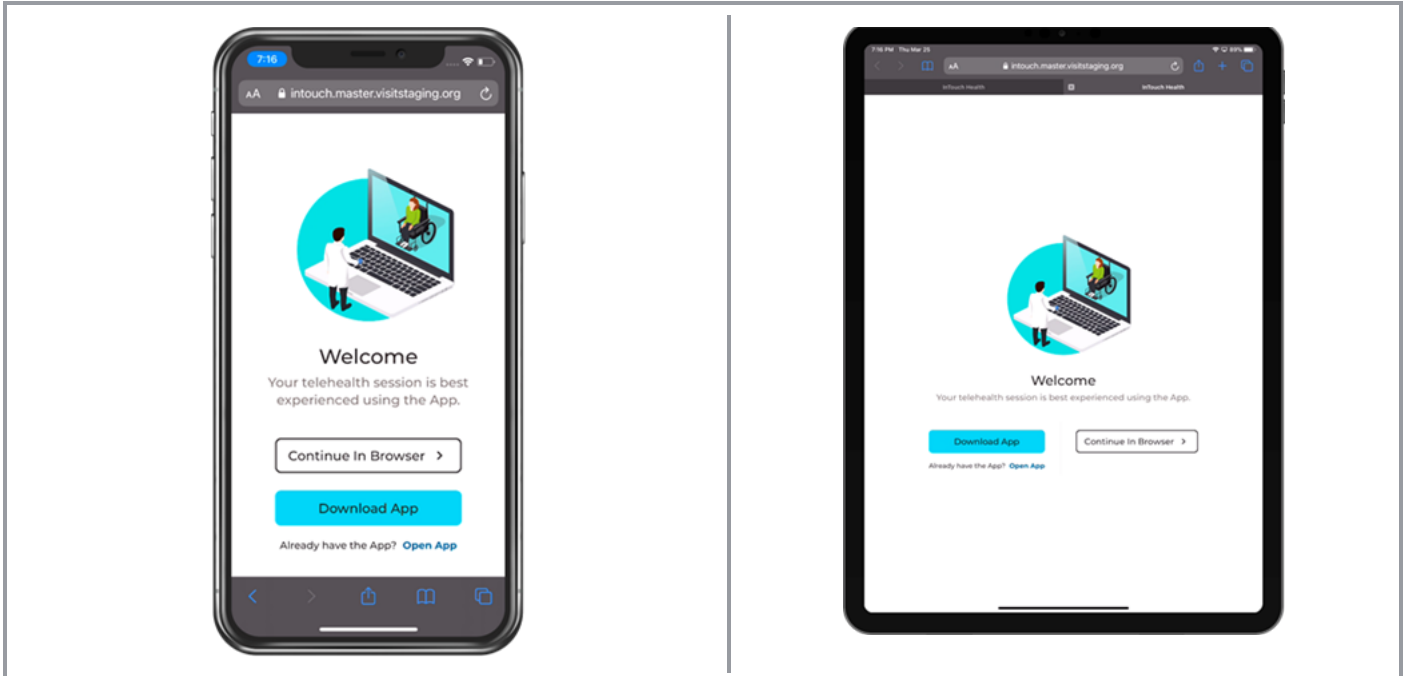 7:16
AA intouch.master.visitstaging.org
Welcome
Your telehealth session is best
experienced using the App.
Continue In Browser >
Download App
Already have the App? Open App
7:16 PM Thu Mar 25 89%
AA intouch.master.visitstaging.org
InTouch Health InTouch Health
Welcome
Your telehealth session is best experienced using the App.
Download App Continue In Browser >
Already have the App? Open App